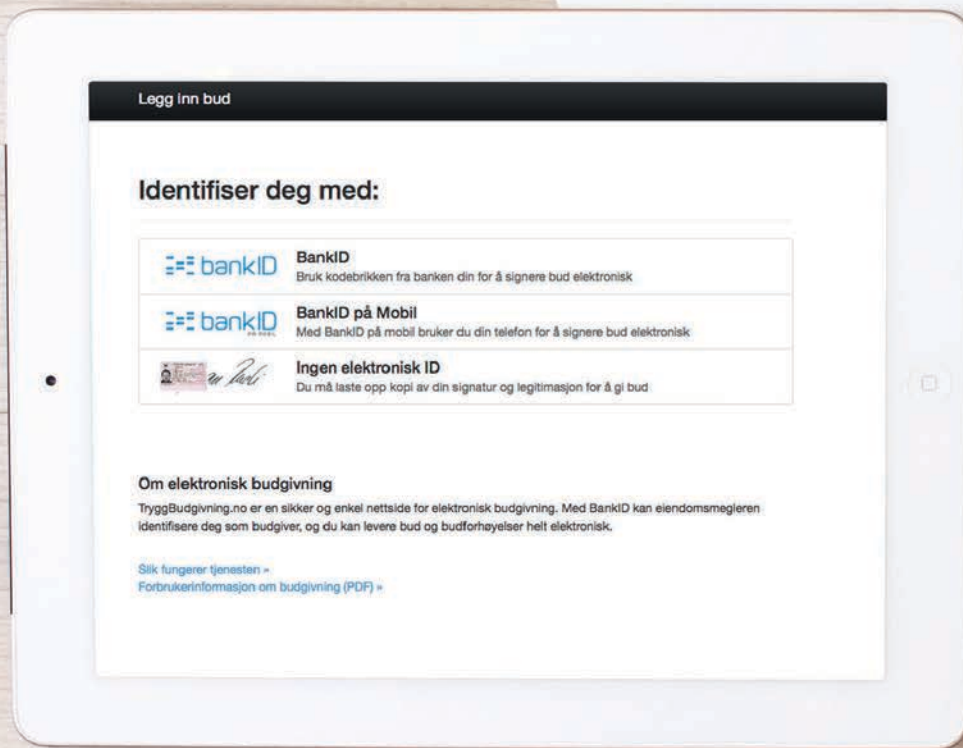 Legg inn bud
Identifiser deg med:
bankID
BankID
Bruk kodebrikken fra banken din for å signere bud elektronisk
bankID
PÅ MOBIL
BankID på Mobil
Med BankID på mobil bruker du din telefon for å signere bud elektronisk
Ingen elektronisk ID
Du må laste opp kopi av din signatur og legitimasjon for å gi bud
Om elektronisk budgivning
TryggBudgivning.no er en sikker og enkel nettside for elektronisk budgivning. Med BankID kan eiendomsmegleren
identifisere deg som budgiver, og du kan levere bud og budforhøyelser helt elektronisk.
Slik fungerer tjenesten »
Forbrukerinformasjon om budgivning (PDF) »